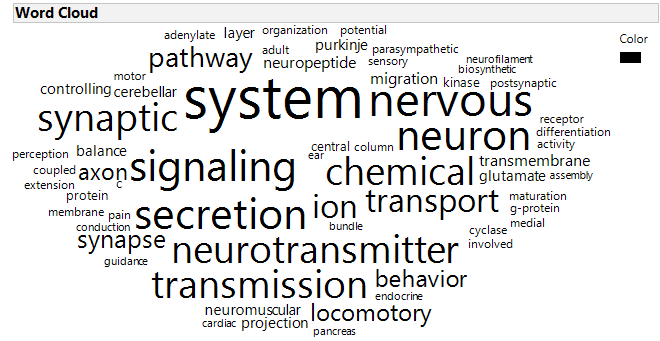 Word Cloud
Color
adenylate
layer
organization
potential
pathway
adult
purkinje
parasympathetic
neuropeptide
sensory
neurofilament
biosynthetic
motor
migration
kinase
postsynaptic
controlling
cerebellar
system
nervous
synaptic
receptor
neuron
differentiation
activity
perception
balance
central
column
ear
signaling
chemical
transmembrane
coupled
axon
glutamate
assembly
extension
c
protein
secretion
ion
transport
maturation
g-protein
membrane
pain
medial
conduction
bundle
cyclase
synapse
neurotransmitter
involved
guidance
transmission
behavior
endocrine
neuromuscular
locomotory
cardiac
projection
pancreas